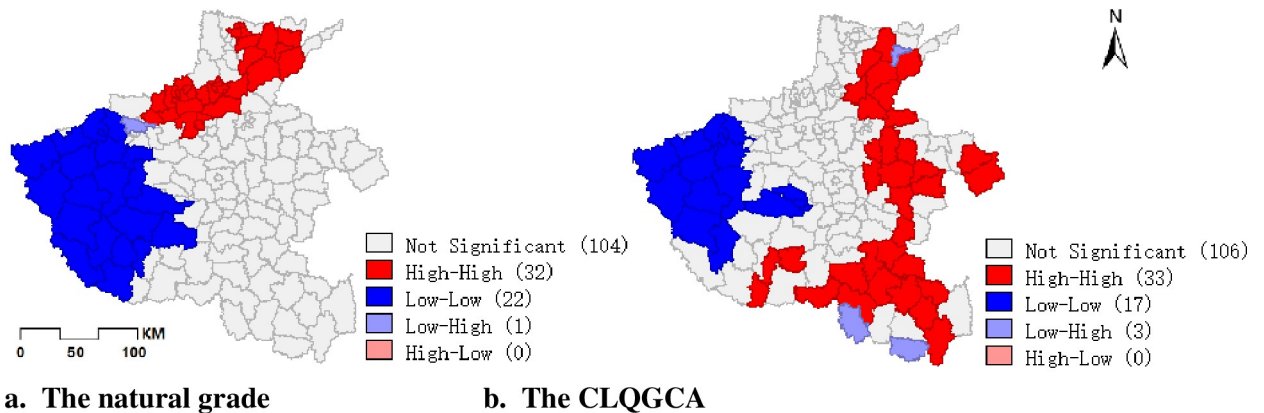 N
Not Significant (104)
High-High (32)
Low-Low (22)
Low-High (1)
High-Low (0)
KM
0 50 100
Not Significant (106)
High-High (33)
Low-Low (17)
Low-High (3)
High-Low (0)
a. The natural grade
b. The CLQGCA